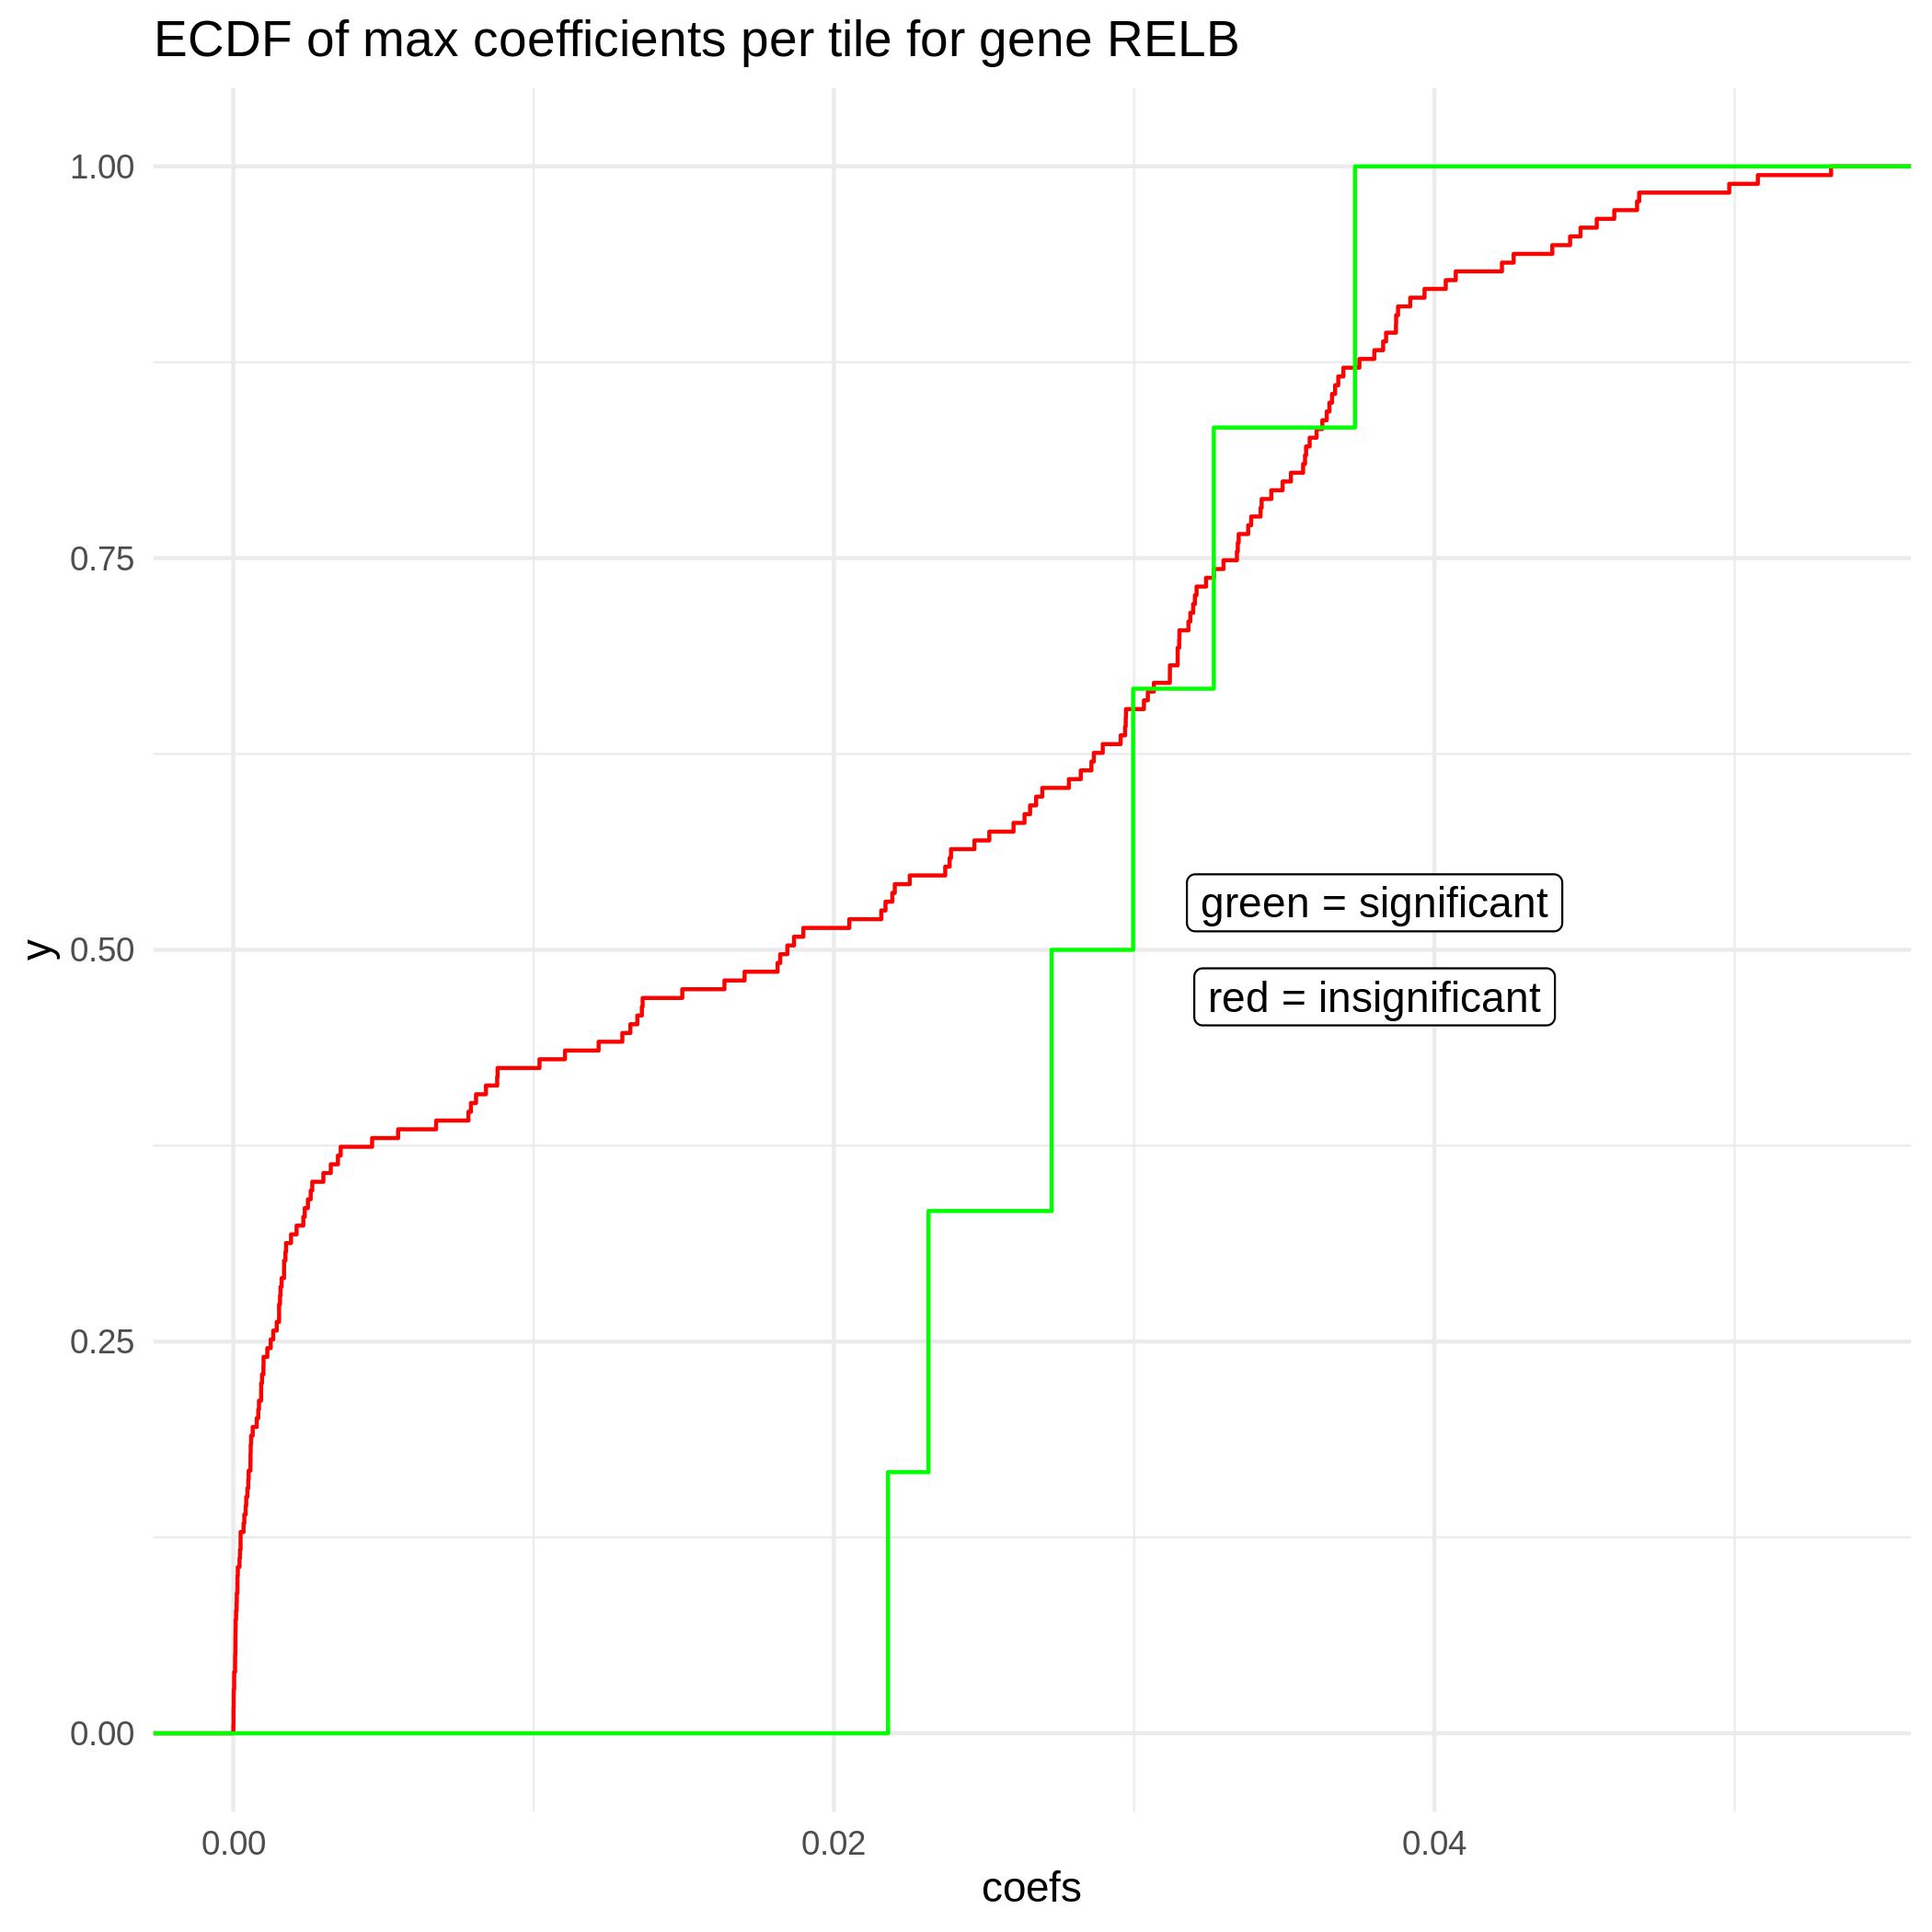 ECDF of max coefficients per tile for gene RELB
1.00
0.75
0.50
0.25
0.00
y
green = significant
red = insignificant
0.00 0.02 0.04
coefs